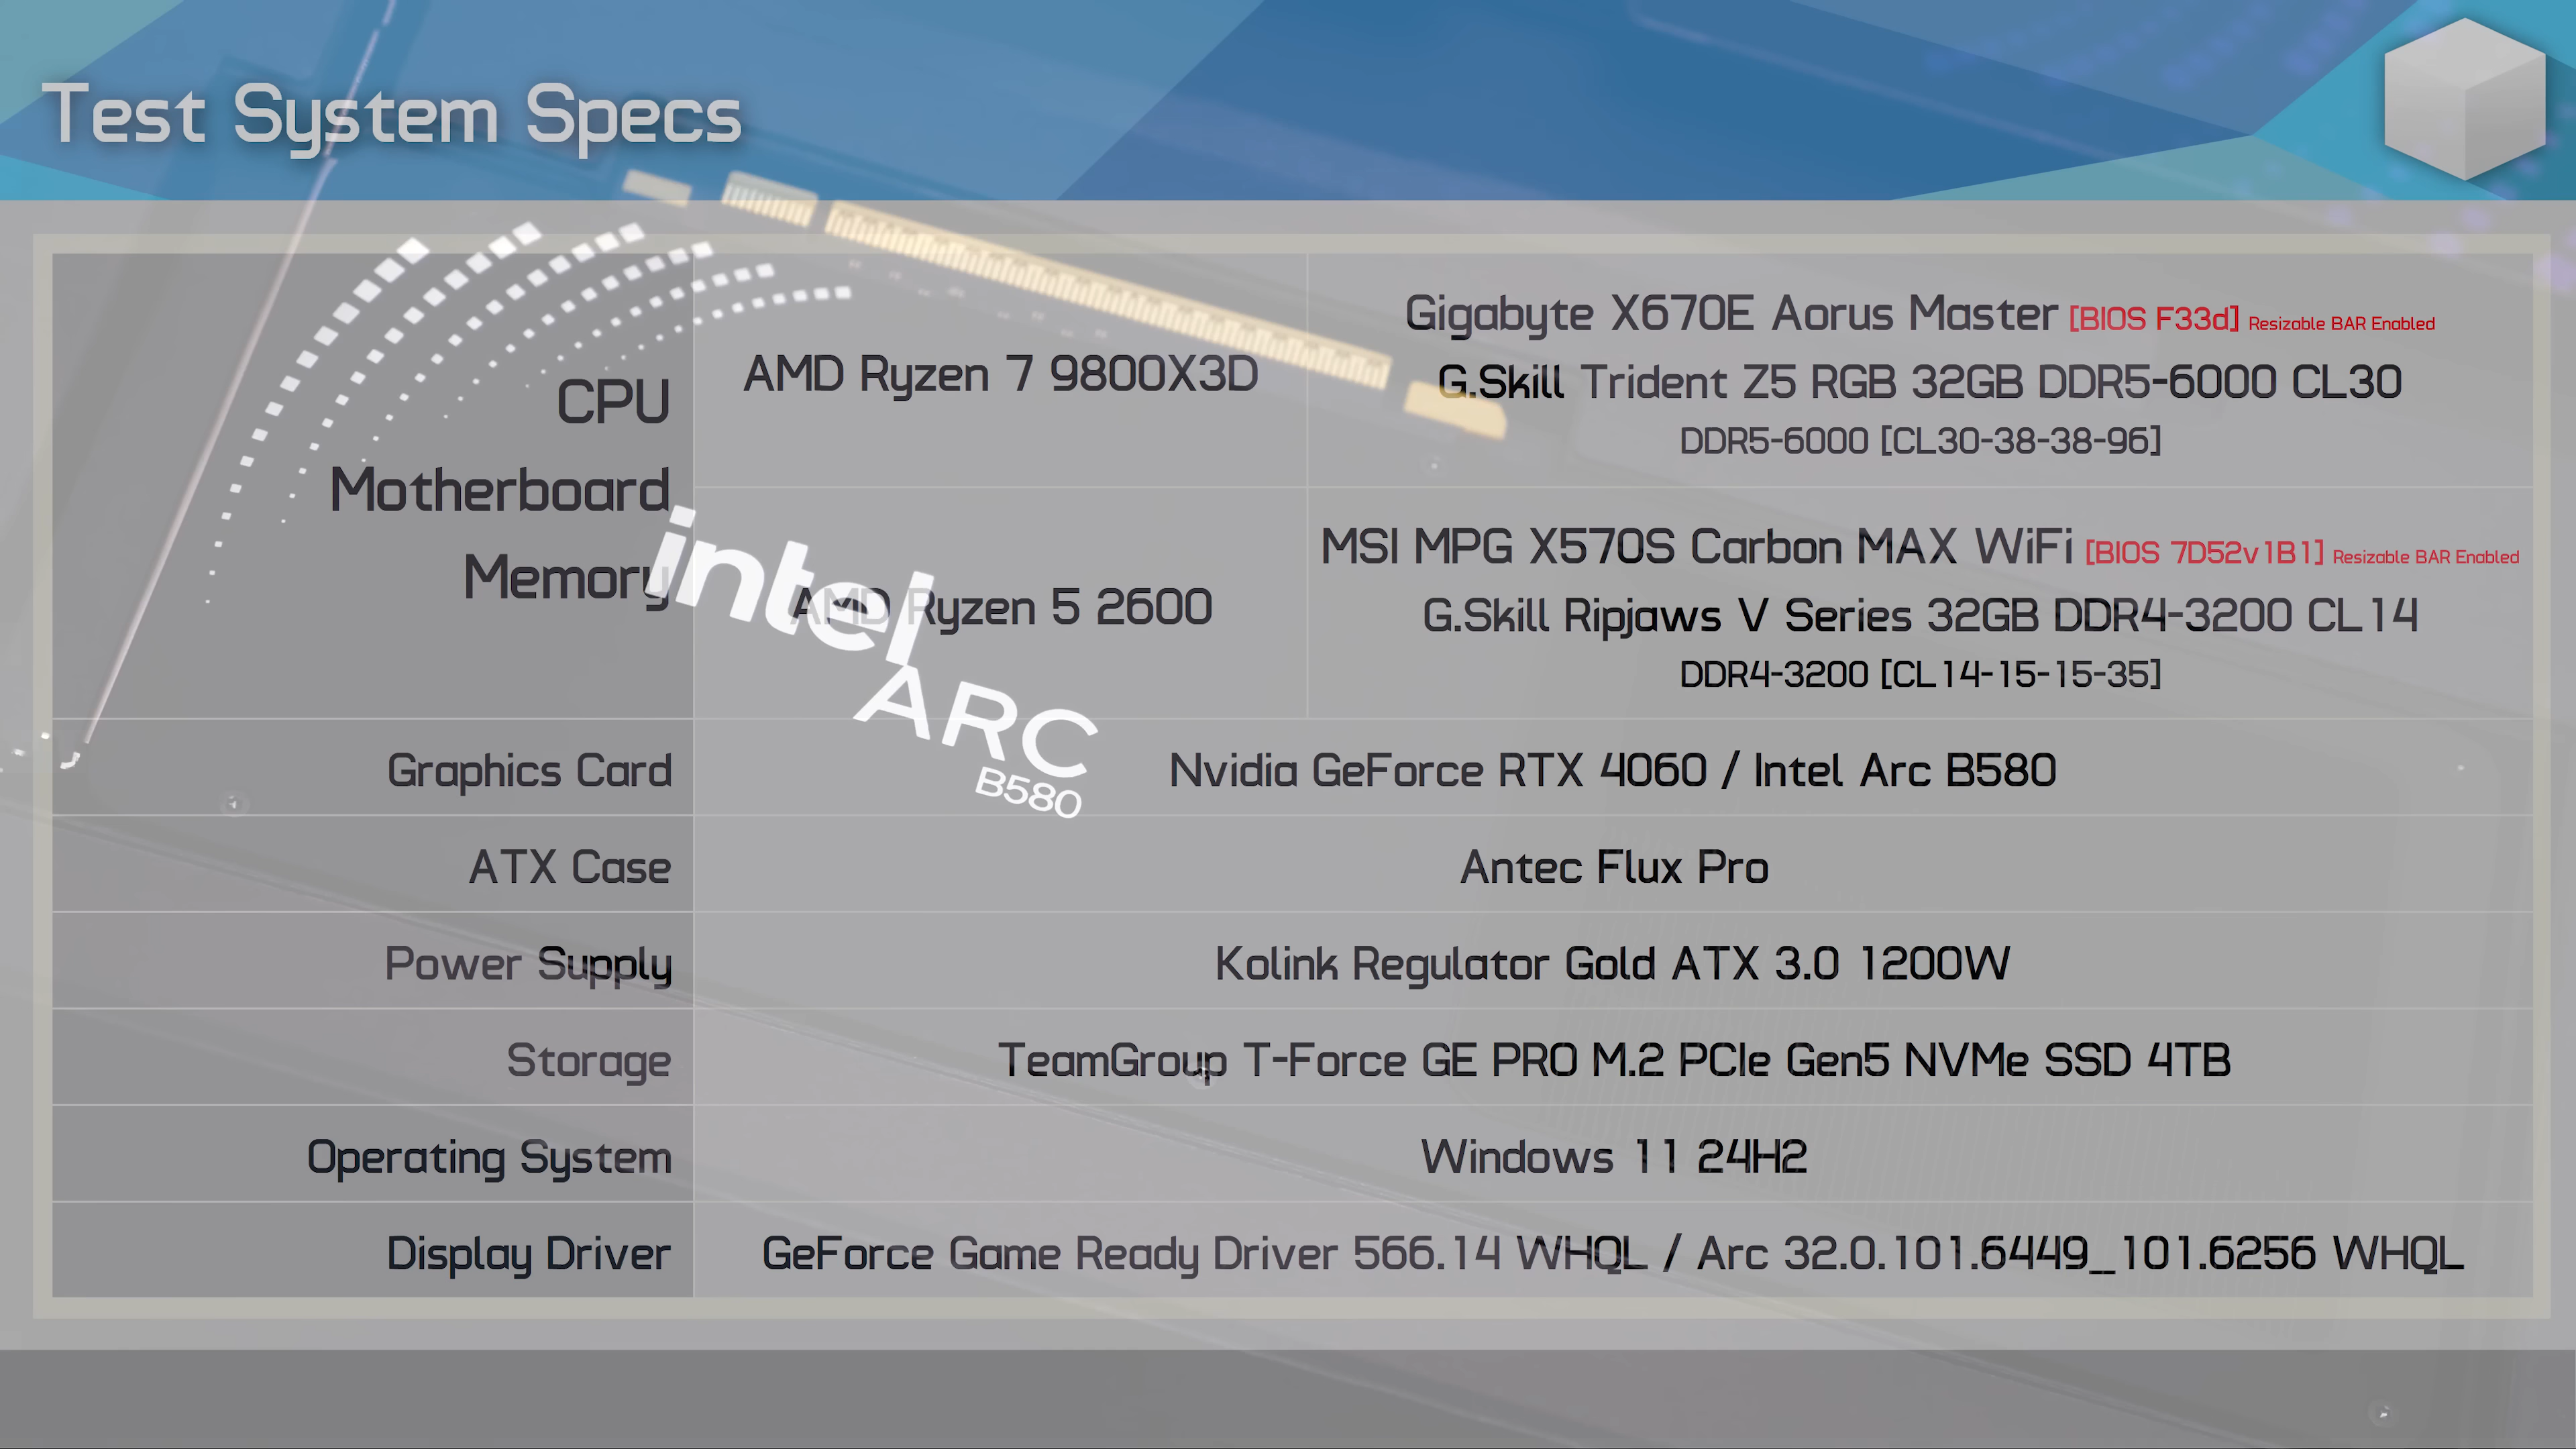 Test System Specs
CPU
Motherboard
Memory
AMD Ryzen 7 9800X3D
Gigabyte X670E Aorus Master [BIOS F33d] Resizable BAR Enabled
G.Skill Trident Z5 RGB 32GB DDR5-6000 CL30
DDR5-6000 [CL30-38-38-96]
AMD Ryzen 5 2600
MSI MPG X570S Carbon MAX WiFi [BIOS 7D52v1B1] Resizable BAR Enabled
G.Skill Ripjaws V Series 32GB DDR4-3200 CL14
DDR4-3200 [CL14-15-15-35]
intel
ARC
B580
Graphics Card
Nvidia GeForce RTX 4060 / Intel Arc B580
ATX Case
Antec Flux Pro
Power Supply
Kolink Regulator Gold ATX 3.0 1200W
Storage
TeamGroup T-Force GE PRO M.2 PCIe Gen5 NVMe SSD 4TB
Operating System
Windows 11 24H2
Display Driver
GeForce Game Ready Driver 566.14 WHQL / Arc 32.0.101.6449_101.6256 WHQL